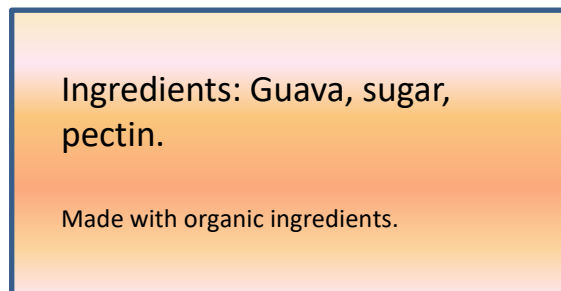 Ingredients: Guava, sugar,
pectin.
Made with organic ingredients.